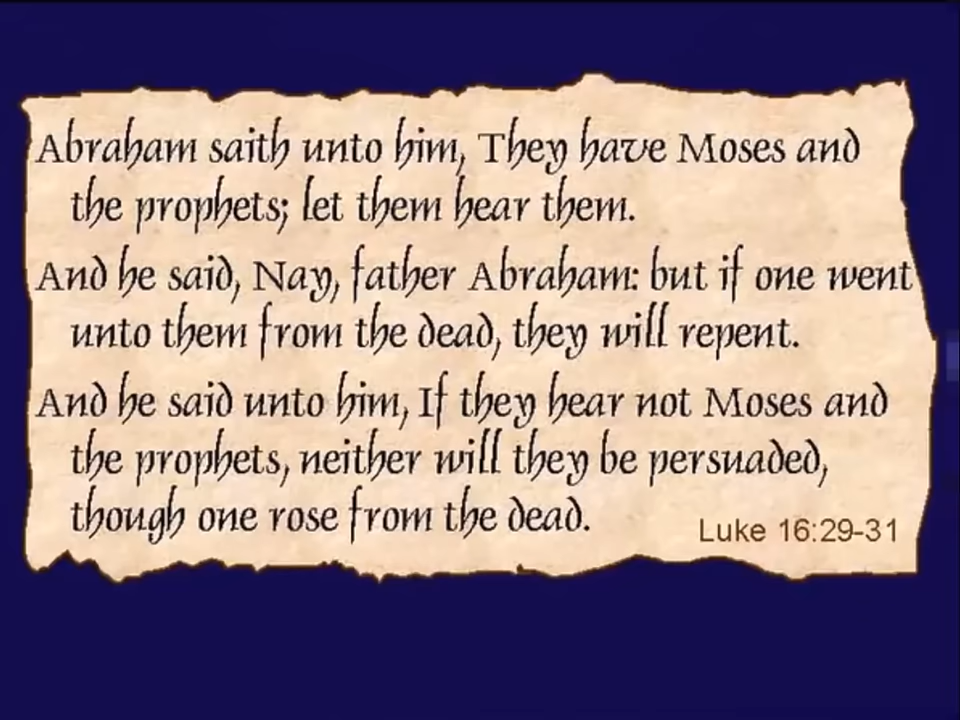 Abraham saith unto him, They have Moses and
the prophets; let them hear them.
And he said, Nay, father Abraham: but if one went
unto them from the dead, they will repent.
And he said unto him, If they hear not Moses and
the prophets, neither will they be persuaded,
though one rose from the dead.
Luke 16:29-31